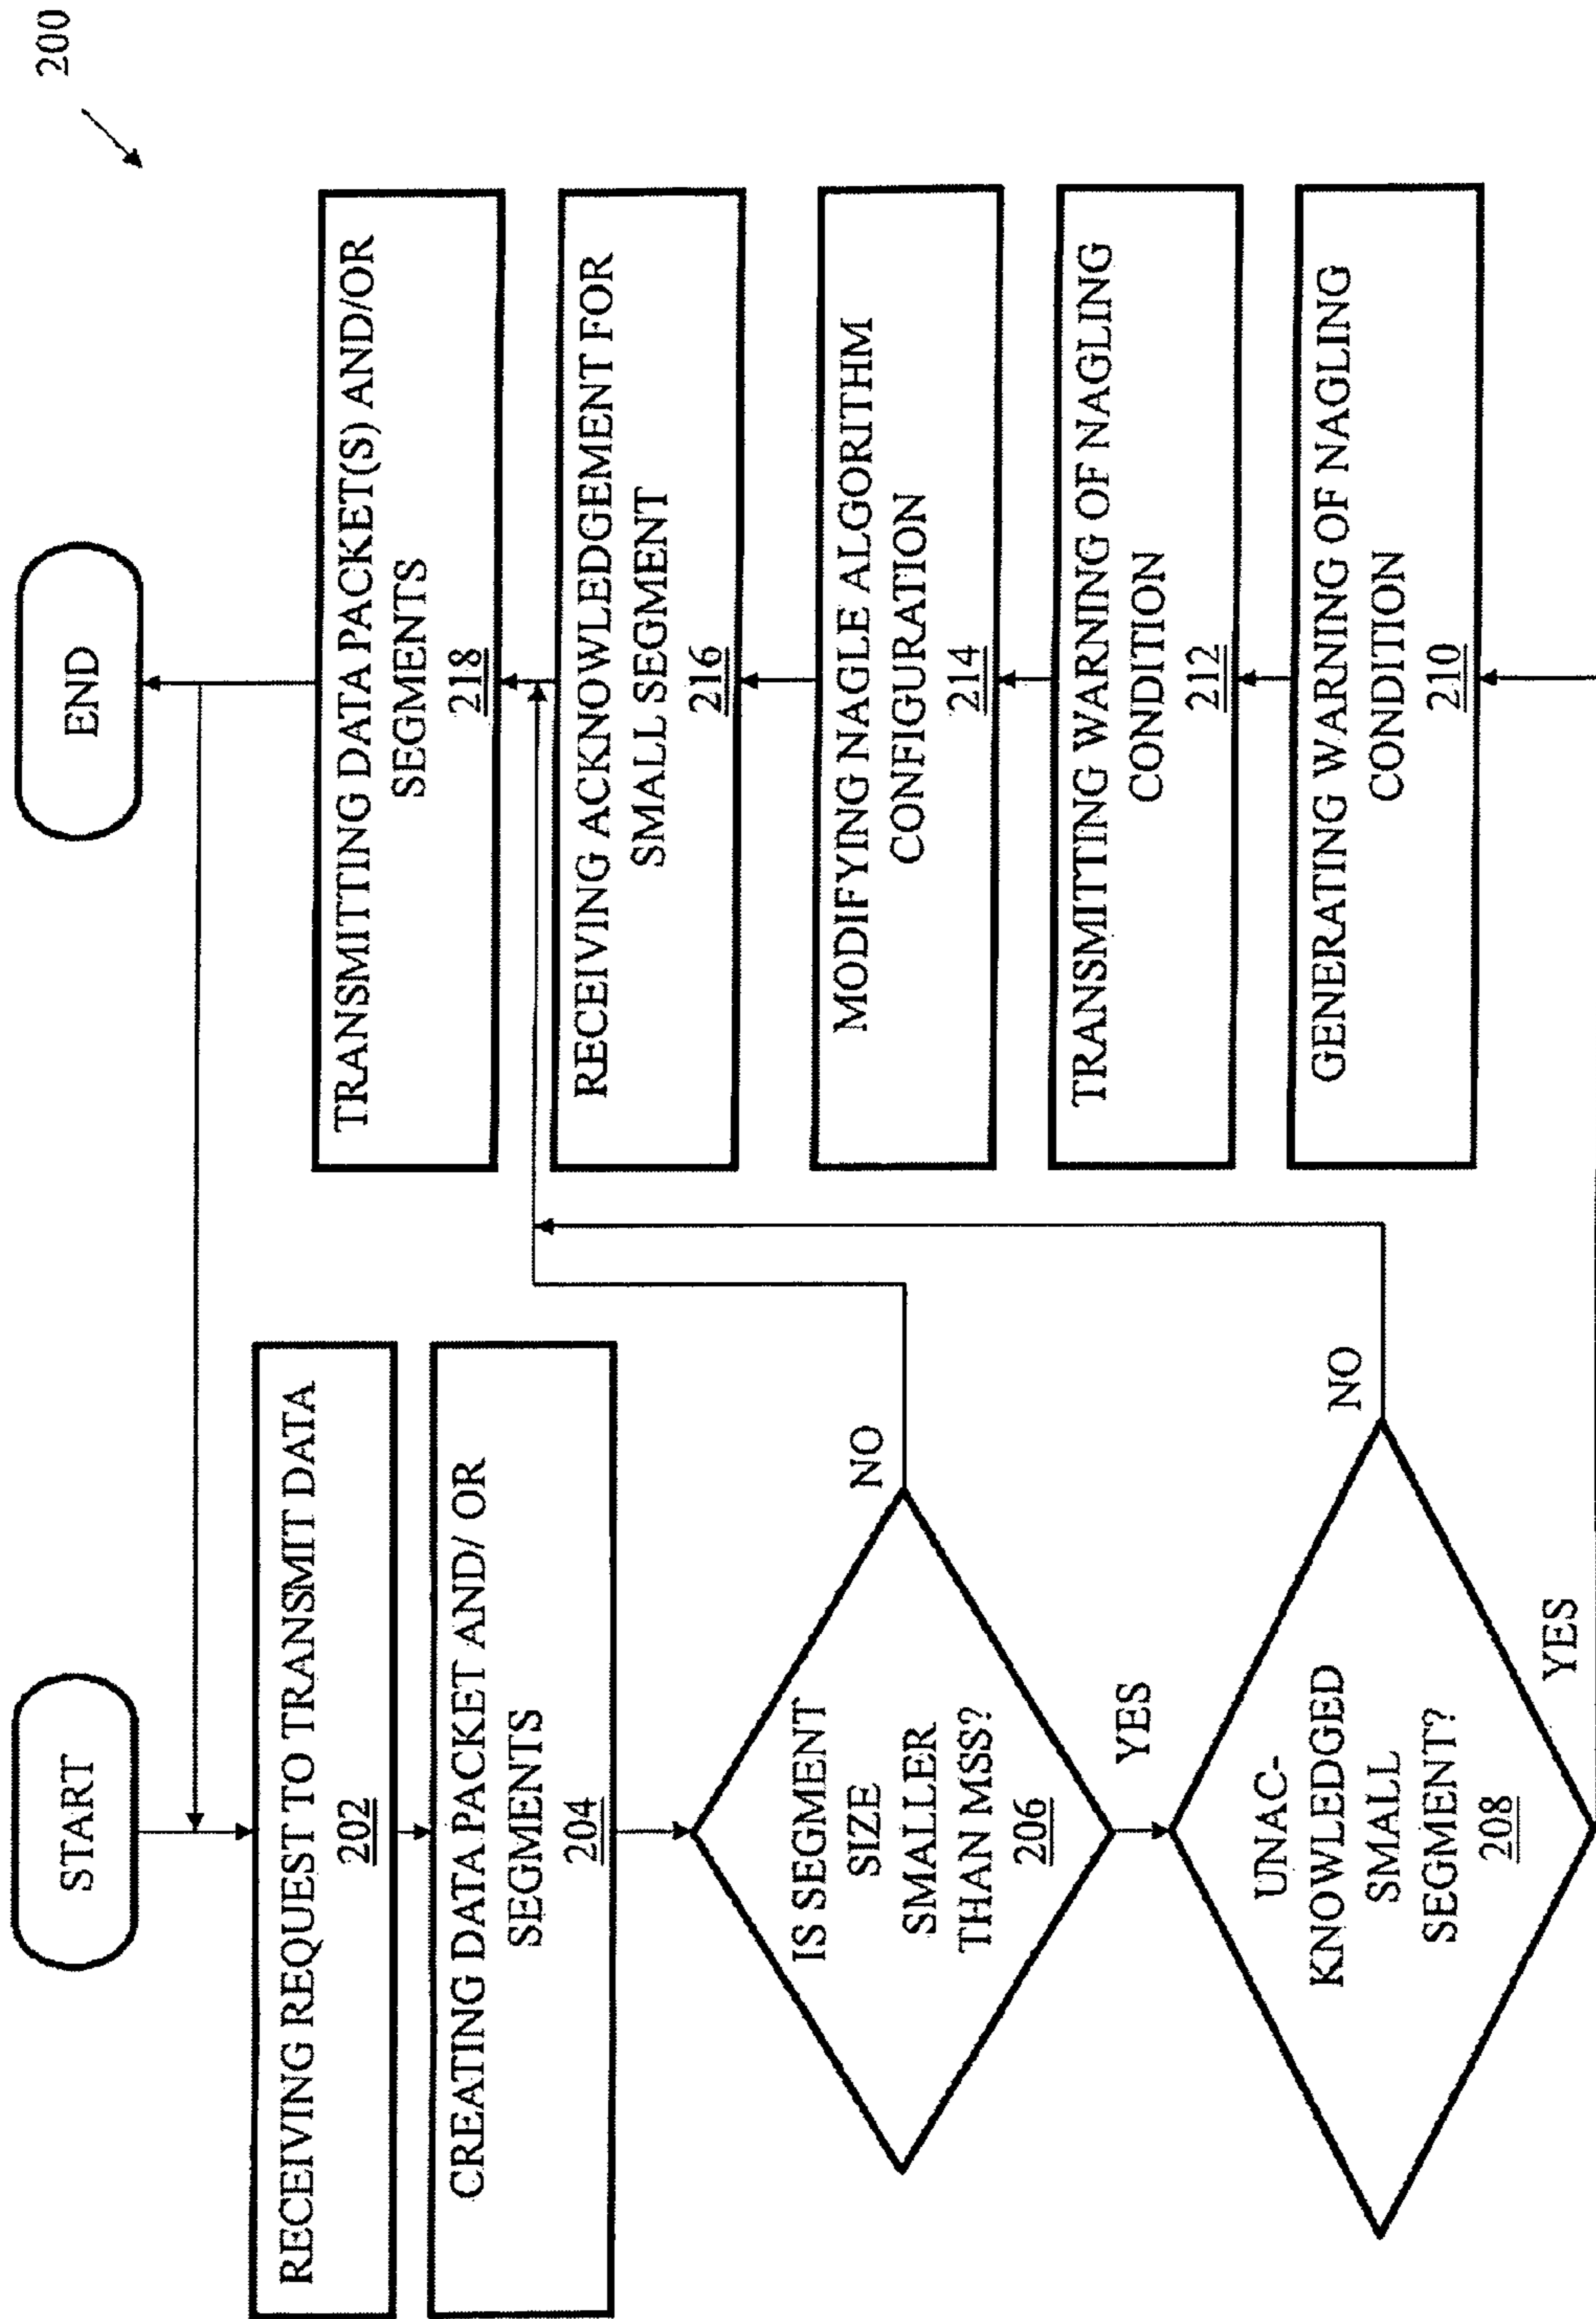 200
START
RECEIVING REQUEST TO TRANSMIT DATA
202
CREATING DATA PACKET AND/ OR
SEGMENTS
204
IS SEGMENT
SIZE
SMALLER
THAN MSS?
206
NO
YES
UNAC-
KNOWLEDGED
SMALL
SEGMENT?
208
NO
YES
END
TRANSMITTING DATA PACKET(S) AND/OR
SEGMENTS
218
RECEIVING ACKNOWLEDGEMENT FOR
SMALL SEGMENT
216
MODIFYING NAGLE ALGORITHM
CONFIGURATION
214
TRANSMITTING WARNING OF NAGLING
CONDITION
212
GENERATING WARNING OF NAGLING
CONDITION
210